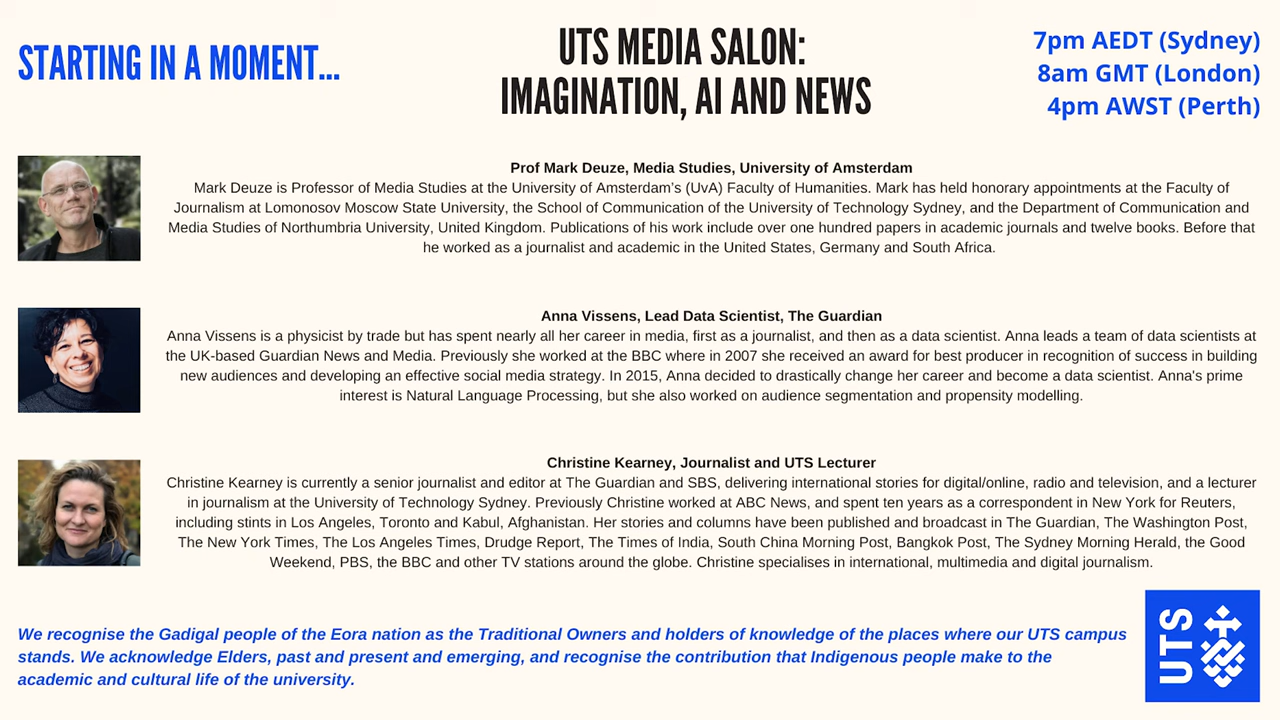 STARTING IN A MOMENT...
UTS MEDIA SALON:
IMAGINATION, AI AND NEWS
7pm AEDT (Sydney)
8am GMT (London)
4pm AWST (Perth)
Prof Mark Deuze, Media Studies, University of Amsterdam
Mark Deuze is Professor of Media Studies at the University of Amsterdam's (UvA) Faculty of Humanities. Mark has held honorary appointments at the Faculty of
Journalism at Lomonosov Moscow State University, the School of Communication of the University of Technology Sydney, and the Department of Communication and
Media Studies of Northumbria University, United Kingdom. Publications of his work include over one hundred papers in academic journals and twelve books. Before that
he worked as a journalist and academic in the United States, Germany and South Africa.
Anna Vissens, Lead Data Scientist, The Guardian
Anna Vissens is a physicist by trade but has spent nearly all her career in media, first as a journalist, and then as a data scientist. Anna leads a team of data scientists at
the UK-based Guardian News and Media. Previously she worked at the BBC where in 2007 she received an award for best producer in recognition of success in building
new audiences and developing an effective social media strategy. In 2015, Anna decided to drastically change her career and become a data scientist. Anna's prime
interest is Natural Language Processing, but she also worked on audience segmentation and propensity modelling.
Christine Kearney, Journalist and UTS Lecturer
Christine Kearney is currently a senior journalist and editor at The Guardian and SBS, delivering international stories for digital/online, radio and television, and a lecturer
in journalism at the University of Technology Sydney. Previously Christine worked at ABC News, and spent ten years as a correspondent in New York for Reuters,
including stints in Los Angeles, Toronto and Kabul, Afghanistan. Her stories and columns have been published and broadcast in The Guardian, The Washington Post,
The New York Times, The Los Angeles Times, Drudge Report, The Times of India, South China Morning Post, Bangkok Post, The Sydney Morning Herald, the Good
Weekend, PBS, the BBC and other TV stations around the globe. Christine specialises in international, multimedia and digital journalism.
We recognise the Gadigal people of the Eora nation as the Traditional Owners and holders of knowledge of the places where our UTS campus
stands. We acknowledge Elders, past and present and emerging, and recognise the contribution that Indigenous people make to the
academic and cultural life of the university.
UTS